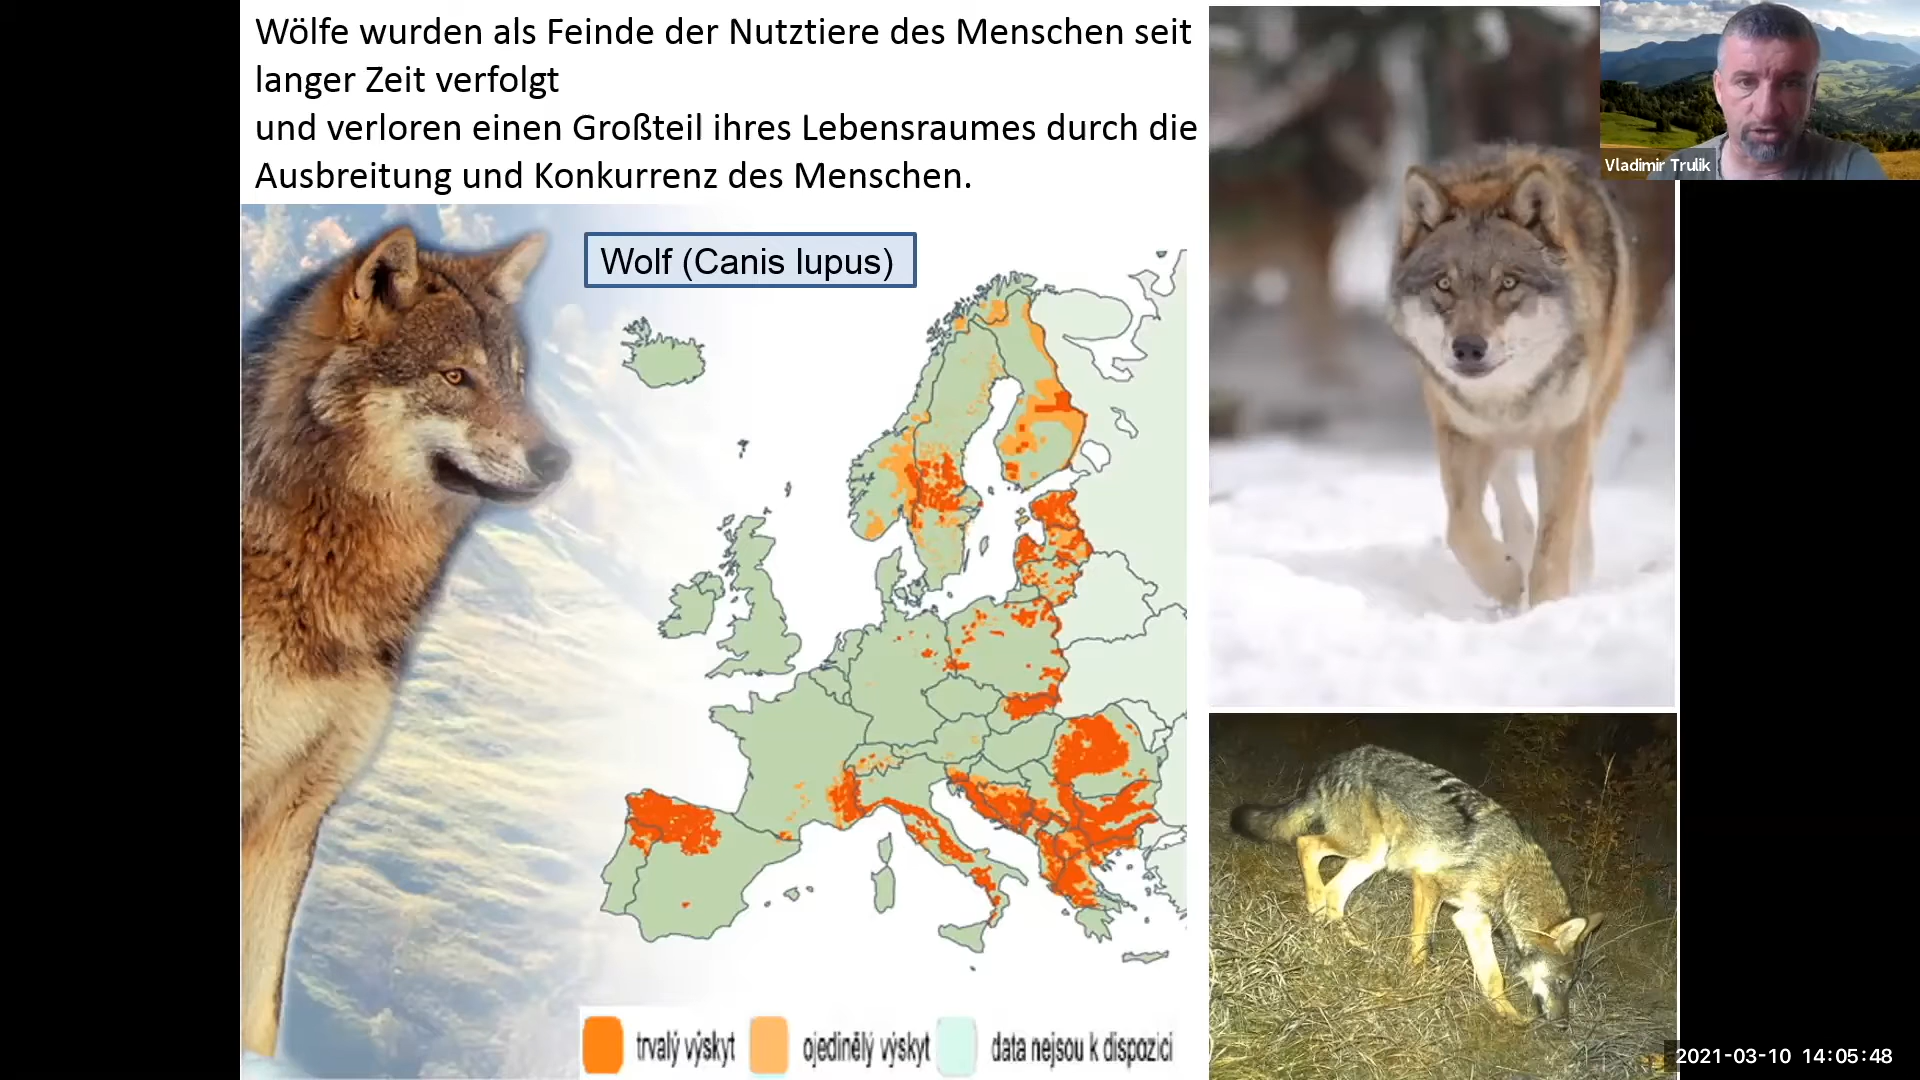 Wölfe wurden als Feinde der Nutztiere des Menschen seit
langer Zeit verfolgt
und verloren einen Großteil ihres Lebensraumes durch die
Ausbreitung und Konkurrenz des Menschen.
Vladimir Trulik
Wolf (Canis lupus)
trvalý výskyt ojedinělý výskyt data nejsou k dispozici
2021-03-10 14:05:48